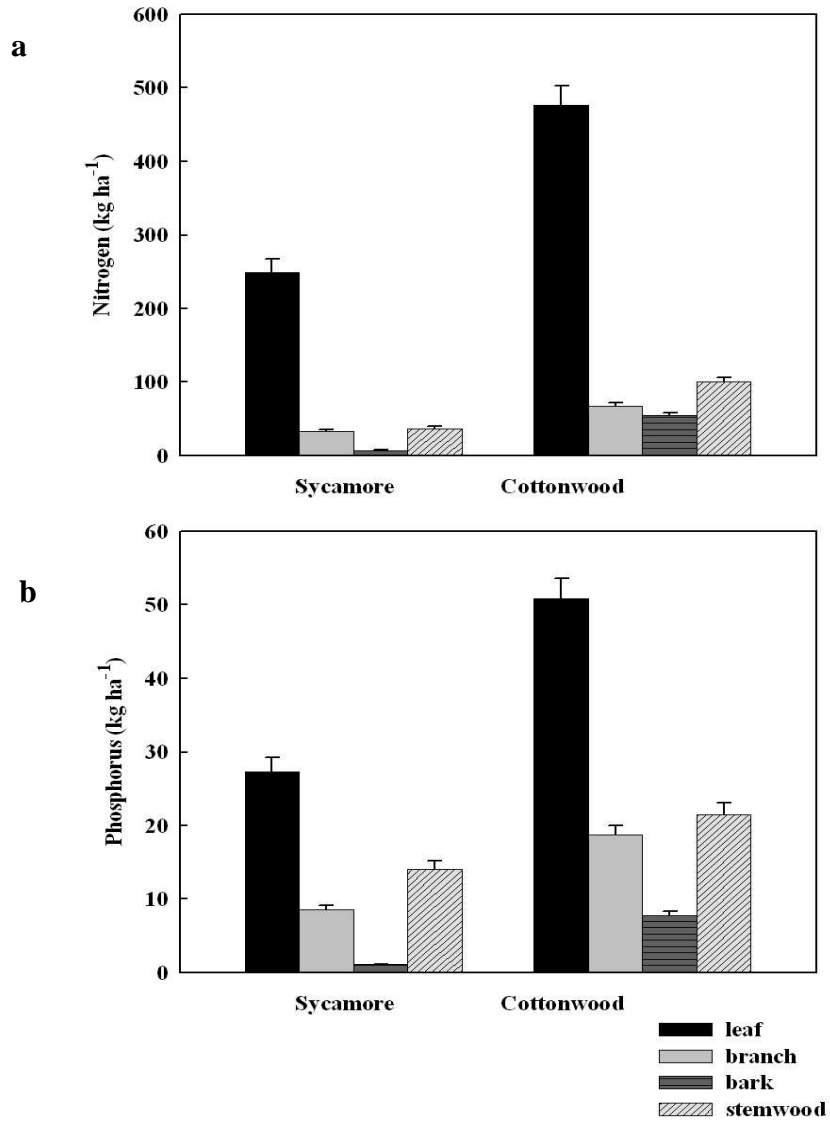 a
600
500
400
300
200
100
0
Nitrogen (kg ha⁻¹)
Sycamore Cottonwood
b
60
50
40
30
20
10
0
Phosphorus (kg ha⁻¹)
Sycamore Cottonwood
leaf
branch
bark
stemwood